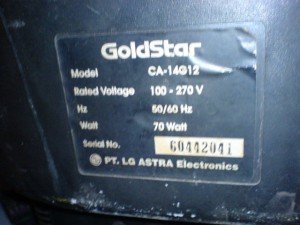 GoldStar
Model CA-14G12
Rated Voltage 100 - 270 V
Hz 50/60 Hz
Watt 70 Watt
Serial No. 60442041
PT. LG ASTRA Electronics